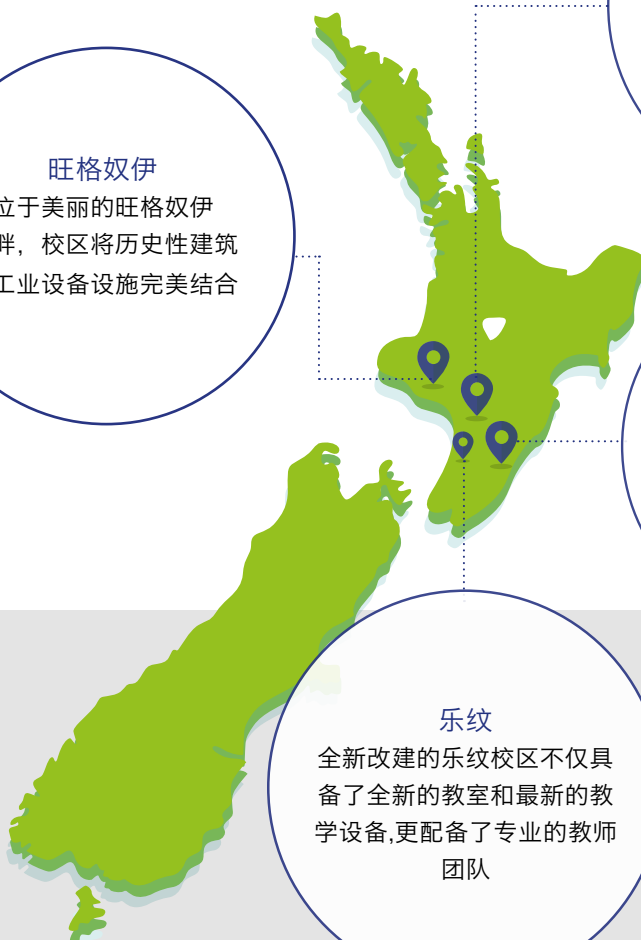 旺格奴伊
位于美丽的旺格奴伊
畔，校区将历史性建筑
工业设备设施完美结合
乐纹
全新改建的乐纹校区不仅具
备了全新的教室和最新的教
学设备,更配备了专业的教师
团队